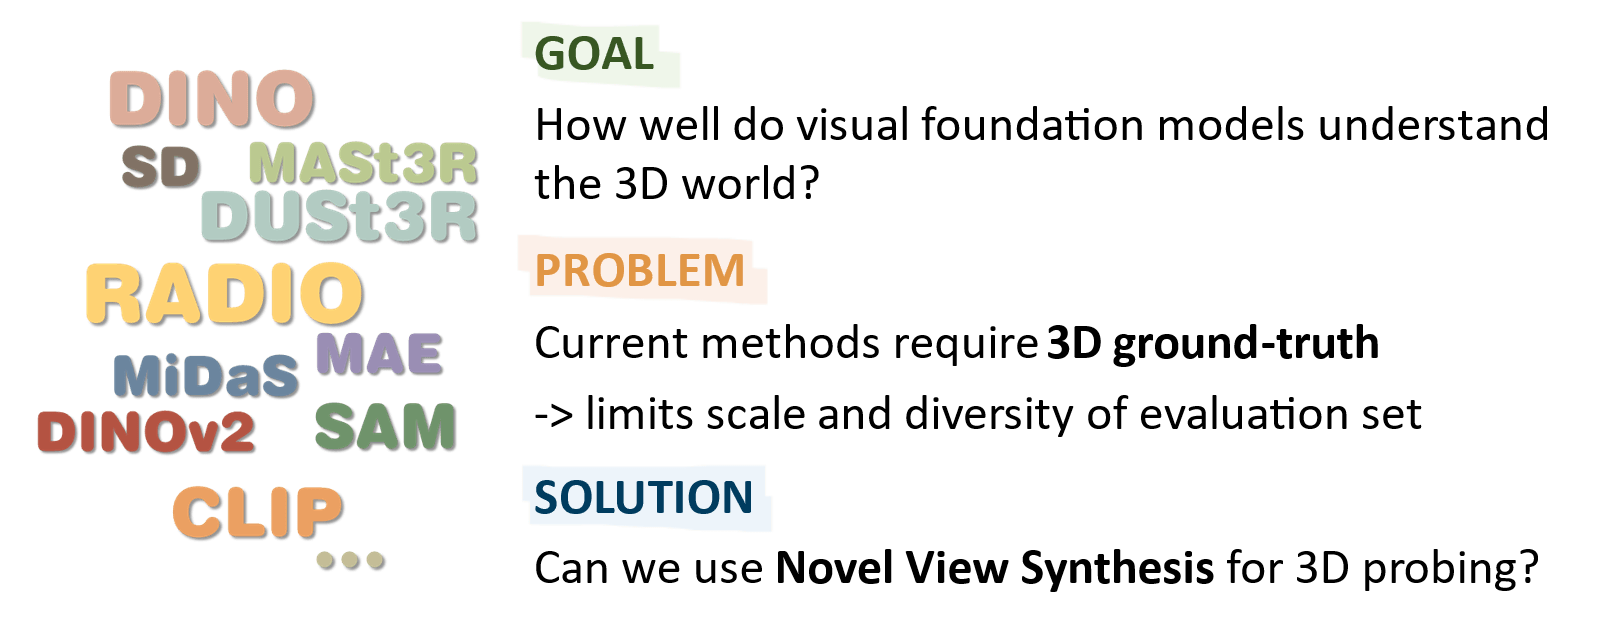 DINO
SD MASt3R
DUSt3R
RADIO
MAE
MiDaS
DINOv2 SAM
CLIP
...
GOAL
How well do visual foundation models understand
the 3D world?
PROBLEM
Current methods require 3D ground-truth
-> limits scale and diversity of evaluation set
SOLUTION
Can we use Novel View Synthesis for 3D probing?